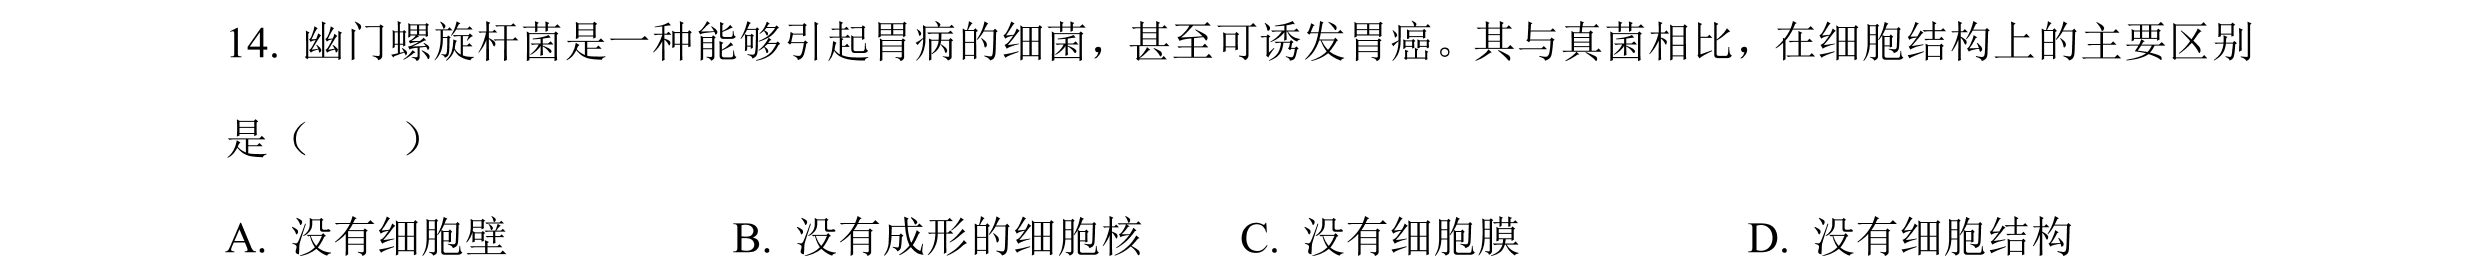 14. 幽门螺旋杆菌是一种能够引起胃病的细菌，甚至可诱发胃癌。其与真菌相比，在细胞结构上的主要区别
是（　　）
A. 没有细胞壁 B. 没有成形的细胞核 C. 没有细胞膜 D. 没有细胞结构